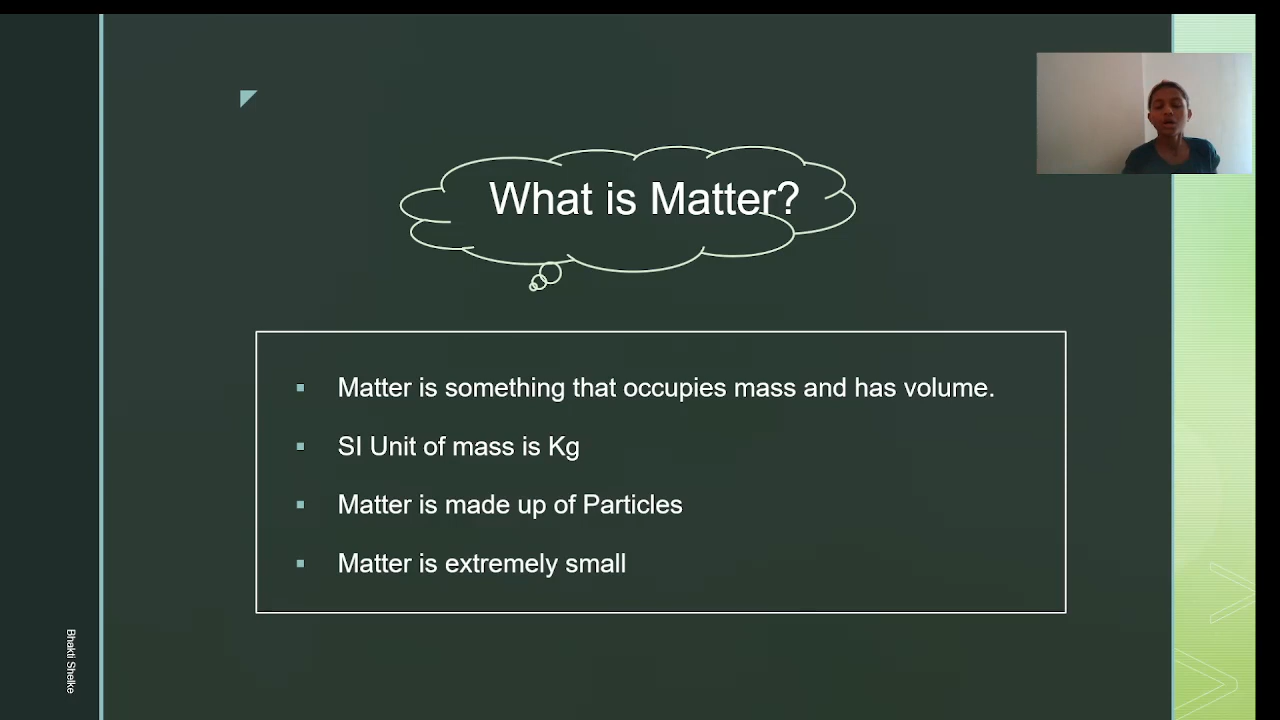 What is Matter?
Matter is something that occupies mass and has volume.
SI Unit of mass is Kg
Matter is made up of Particles
Matter is extremely small
Bhakti Shelke